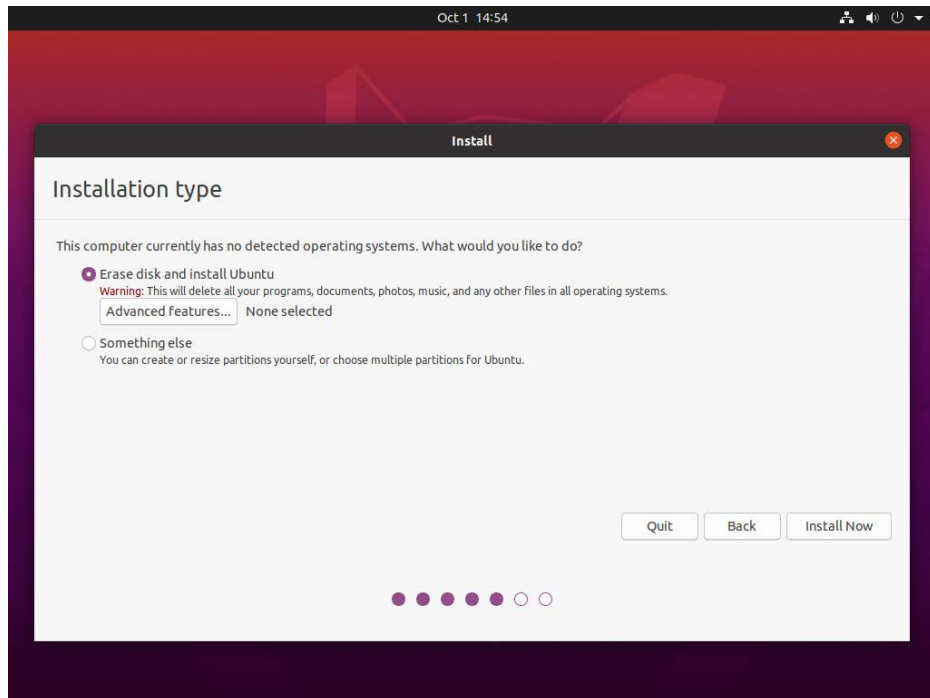 Oct 1 14:54
Install
Installation type
This computer currently has no detected operating systems. What would you like to do?
Erase disk and install Ubuntu
Warning: This will delete all your programs, documents, photos, music, and any other files in all operating systems.
Advanced features... None selected
Something else
You can create or resize partitions yourself, or choose multiple partitions for Ubuntu.
Quit Back Install Now